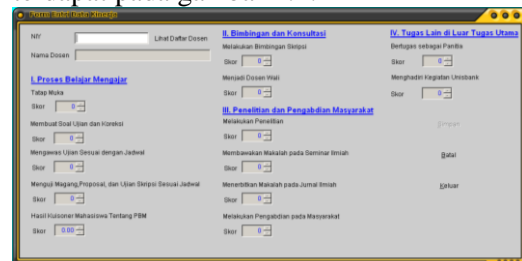 Form Entri Data Kinerja
NIY
Lihat Daftar Dosen
Nama Dosen
I. Proses Belajar Mengajar
Tatap Muka
Skor 0
Membuat Soal Ujian dan Koreksi
Skor 0
Mengawas Ujian Sesuai dengan Jadwal
Skor 0
Menguji Magang,Proposal, dan Ujian Skripsi Sesuai Jadwal
Skor 0
Hasil Kuisoner Mahasiswa Tentang PBM
Skor 0.00
II. Bimbingan dan Konsultasi
Melakukan Bimbingan Skripsi
Skor 0
Menjadi Dosen Wali
Skor 0
III. Penelitian dan Pengabdian Masyarakat
Melakukan Penelitian
Skor 0
Membawakan Makalah pada Seminar Ilmiah
Skor 0
Menerbitkan Makalah pada Jurnal Ilmiah
Skor 0
Melakukan Pengabdian pada Masyarakat
Skor 0
IV. Tugas Lain di Luar Tugas Utama
Bertugas sebagai Panitia
Skor 0
Menghadiri Kegiatan Unisbank
Skor 0
Simpan
Batal
Keluar